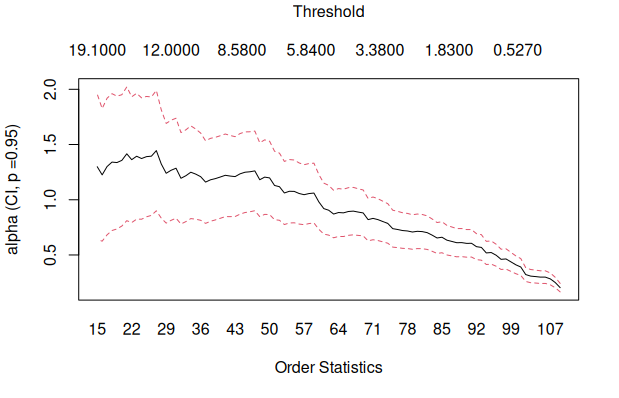 Threshold
19.1000 12.0000 8.5800 5.8400 3.3800 1.8300 0.5270
2.0
1.5
1.0
0.5
alpha (CI, p =0.95)
15 22 29 36 43 50 57 64 71 78 85 92 99 107
Order Statistics